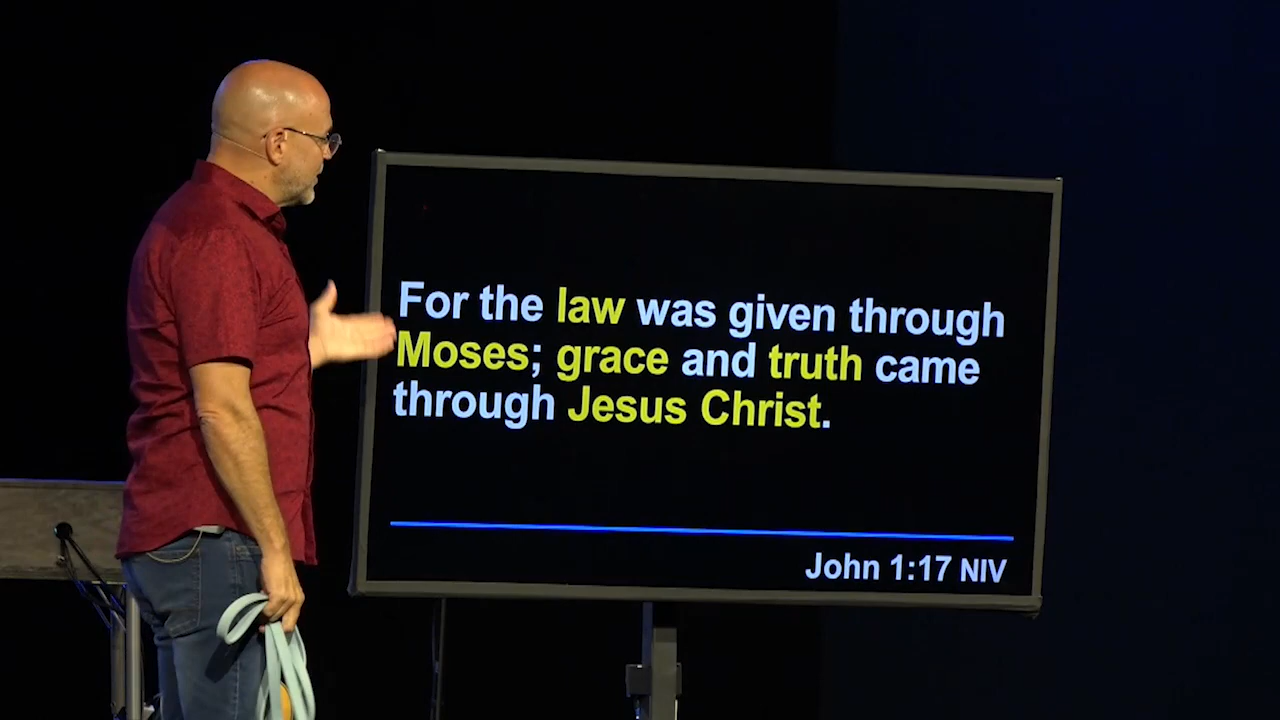 For the law was given through
Moses; grace and truth came
through Jesus Christ.
John 1:17 NIV